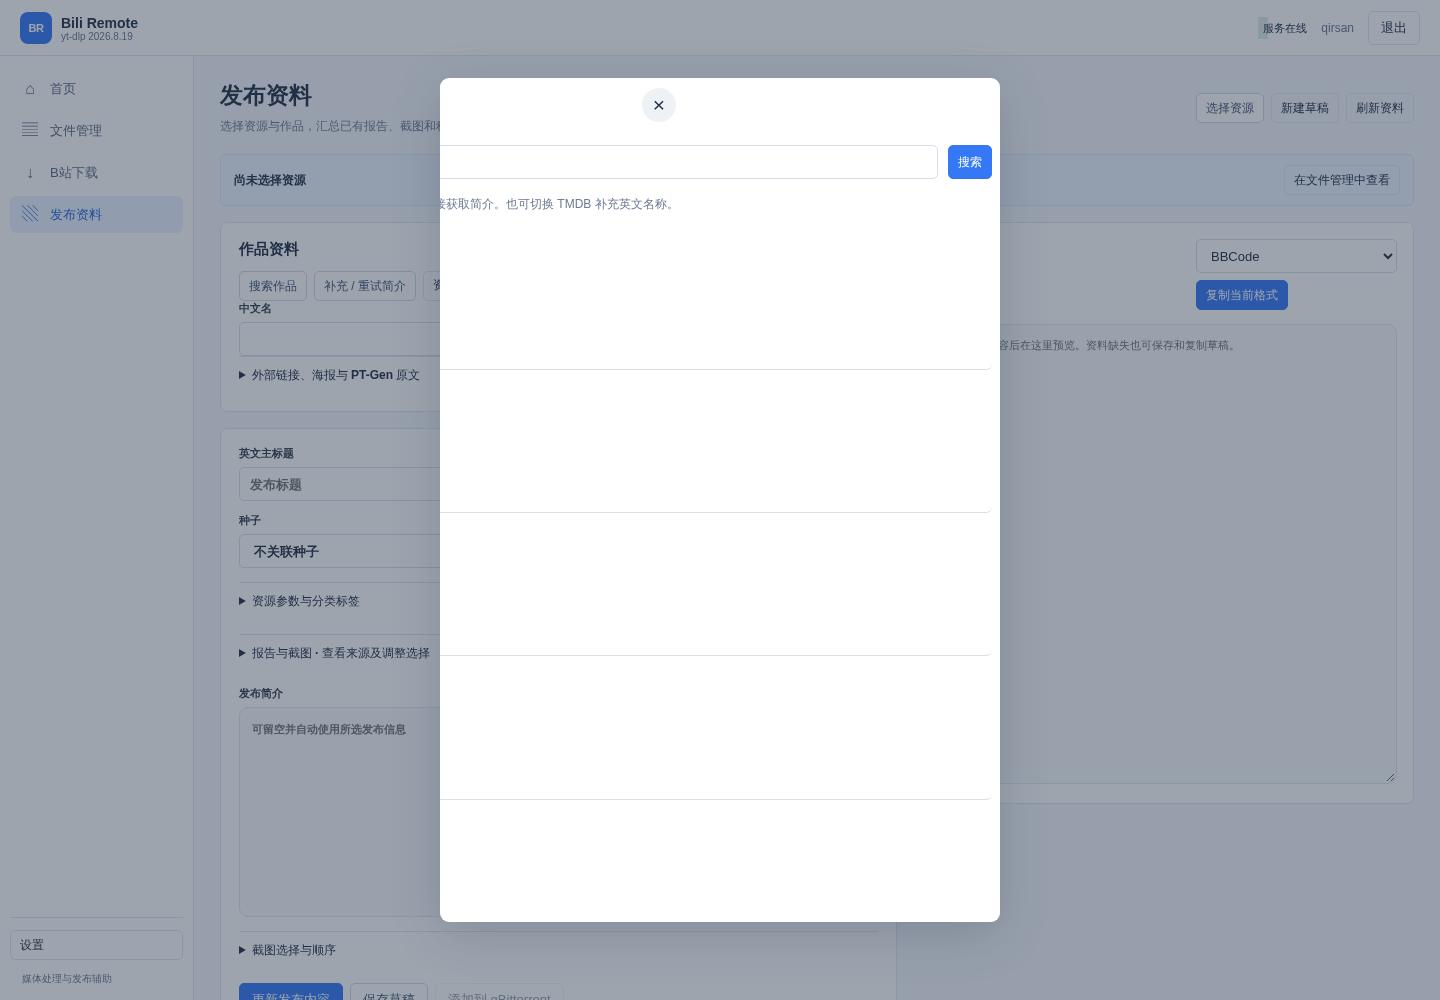 BR
Bili Remote
yt-dlp 2026.8.19
服务在线
qirsan
退出
首页
文件管理
B站下载
发布资料
设置
媒体处理与发布辅助
发布资料
选择资源与作品，汇总已有报告、截图和
选择资源
新建草稿
刷新资料
尚未选择资源
在文件管理中查看
作品资料
搜索作品
补充 / 重试简介
中文名
外部链接、海报与 PT-Gen 原文
英文主标题
发布标题
种子
不关联种子
资源参数与分类标签
报告与截图 · 查看来源及调整选择
发布简介
可留空并自动使用所选发布信息
截图选择与顺序
更新发布内容
保存草稿
添加到 qBittorrent
✕
搜索
获取简介。也可切换 TMDB 补充英文名称。
BBCode
复制当前格式
容后在这里预览。资料缺失也可保存和复制草稿。